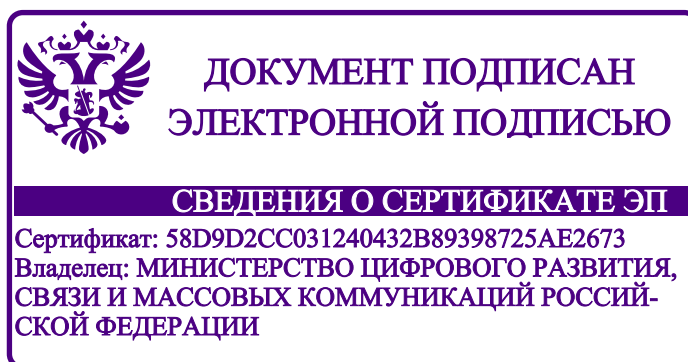 ДОКУМЕНТ ПОДПИСАН
ЭЛЕКТРОННОЙ ПОДПИСЬЮ
СВЕДЕНИЯ О СЕРТИФИКАТЕ ЭП
Сертификат: 58D9D2CC031240432B89398725AE2673
Владелец: МИНИСТЕРСТВО ЦИФРОВОГО РАЗВИТИЯ,
СВЯЗИ И МАССОВЫХ КОММУНИКАЦИЙ РОССИЙ-
СКОЙ ФЕДЕРАЦИИ